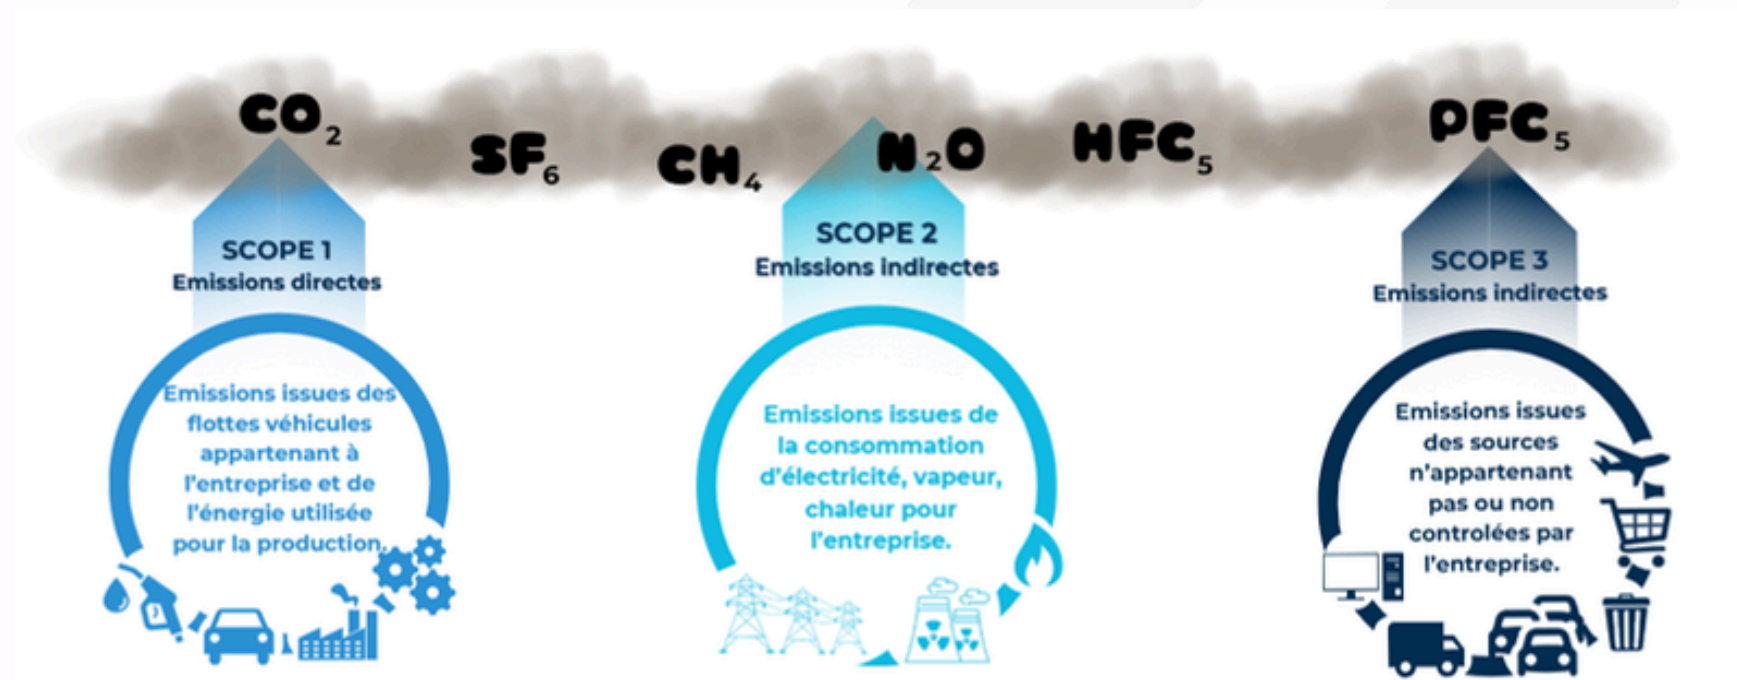 CO₂
SF₆
CH₄
N₂O
HFC₅
PFC₅
SCOPE 1
Emissions directes
Emissions issues des
flottes véhicules
appartenant à
l'entreprise et de
l'énergie utilisée
pour la production.
SCOPE 2
Emissions indirectes
Emissions issues de
la consommation
d'électricité, vapeur,
chaleur pour
l'entreprise.
SCOPE 3
Emissions indirectes
Emissions issues
des sources
n'appartenant
pas ou non
controlées par
l'entreprise.